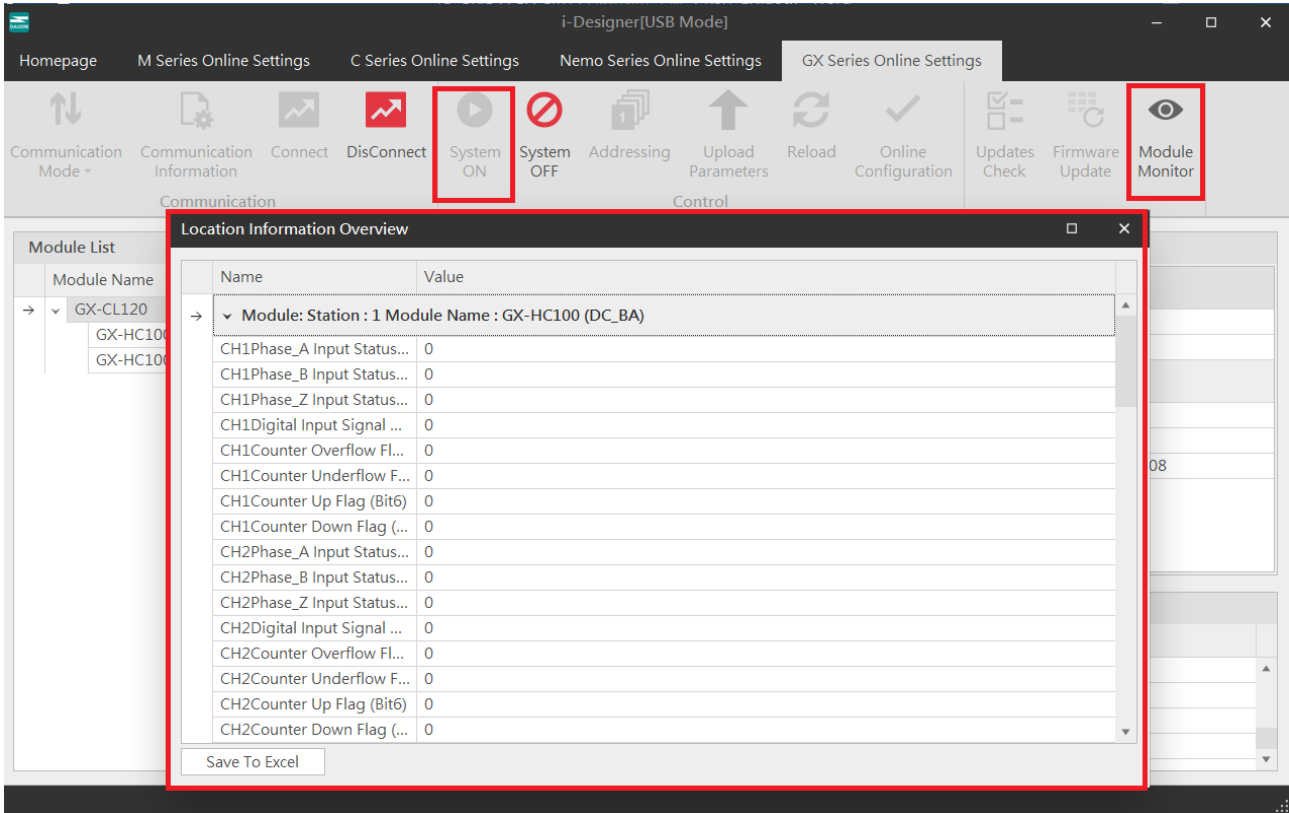 DAUDIN
i-Designer[USB Mode]
Homepage M Series Online Settings C Series Online Settings Nemo Series Online Settings GX Series Online Settings
Communication Mode
Communication Information
Connect
DisConnect
System ON
System OFF
Addressing
Upload Parameters
Reload
Online Configuration
Updates Check
Firmware Update
Module Monitor
Communication
Control
Module List
Module Name
GX-CL120
GX-HC100
GX-HC100
Location Information Overview
Name Value
Module: Station : 1 Module Name : GX-HC100 (DC_BA)
CH1Phase_A Input Status... 0
CH1Phase_B Input Status... 0
CH1Phase_Z Input Status... 0
CH1Digital Input Signal ... 0
CH1Counter Overflow Fl... 0
CH1Counter Underflow F... 0
CH1Counter Up Flag (Bit6) 0
CH1Counter Down Flag (... 0
CH2Phase_A Input Status... 0
CH2Phase_B Input Status... 0
CH2Phase_Z Input Status... 0
CH2Digital Input Signal ... 0
CH2Counter Overflow Fl... 0
CH2Counter Underflow F... 0
CH2Counter Up Flag (Bit6) 0
CH2Counter Down Flag (... 0
08
Save To Excel